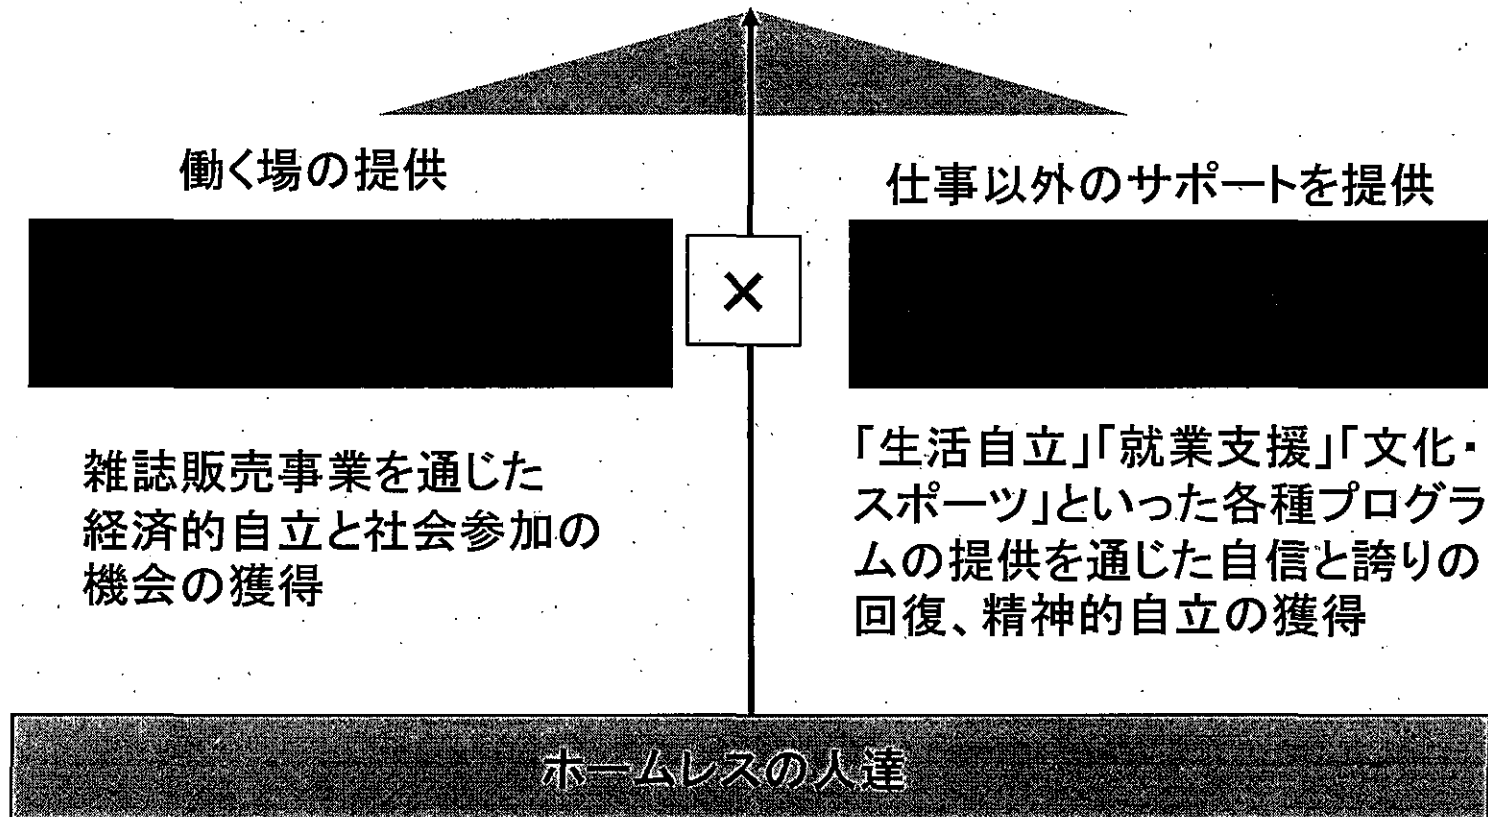 働く場の提供
仕事以外のサポートを提供
×
雑誌販売事業を通じた
経済的自立と社会参加の
機会の獲得
「生活自立」「就業支援」「文化・
スポーツ」といった各種プログラ
ムの提供を通じた自信と誇りの
回復、精神的自立の獲得
ホームレスの人達